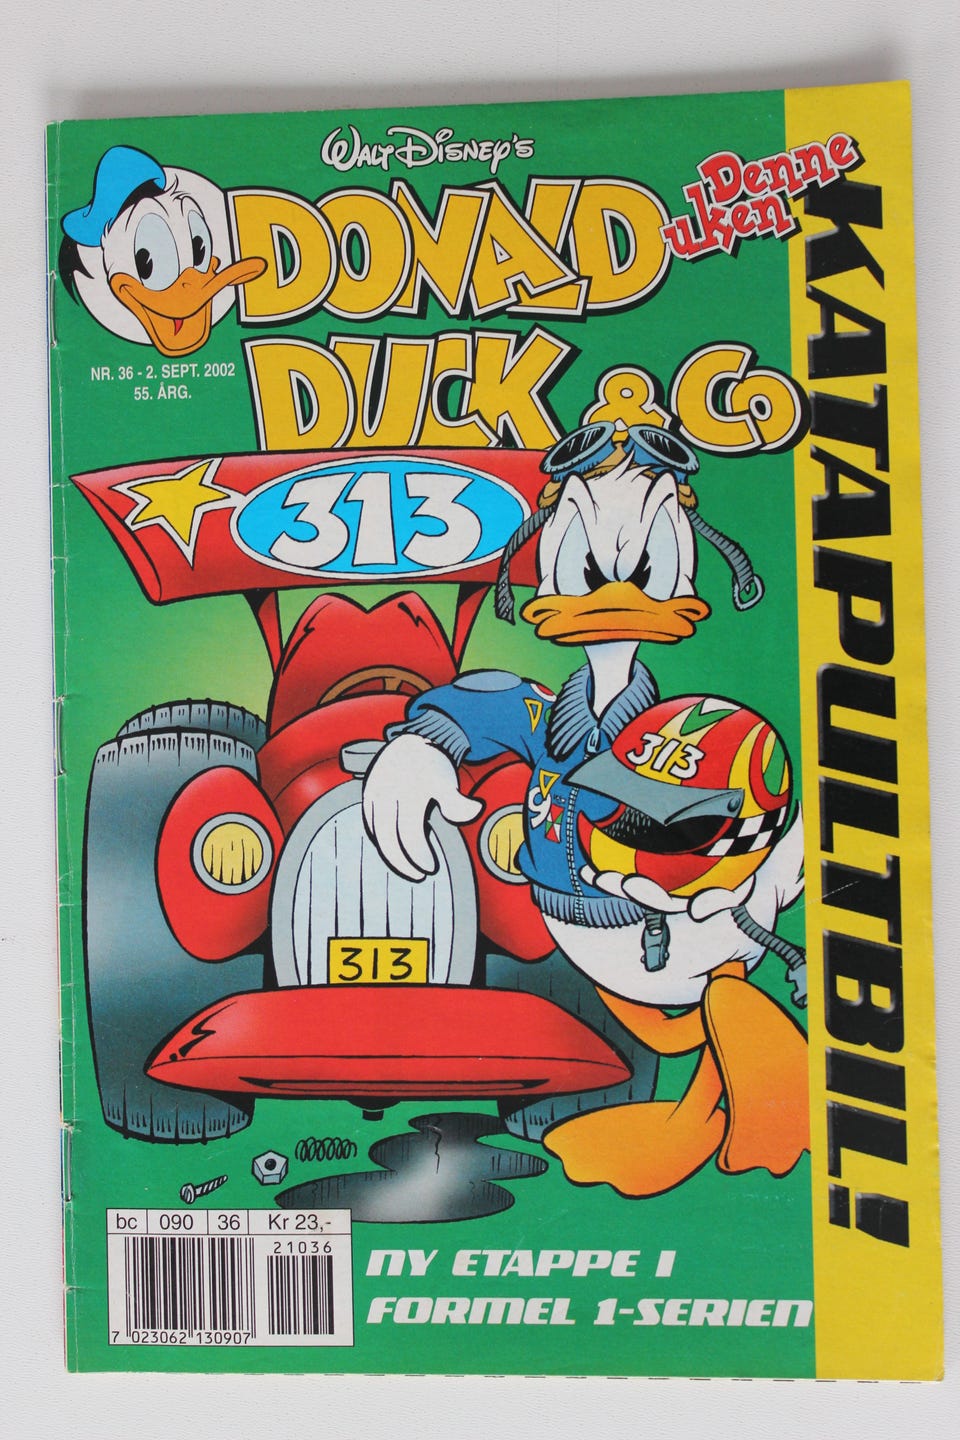 WALT DISNEY'S
DONALD
DUCK & Co
Denne
uken
KATAPULTBIL!
NR. 36 - 2. SEPT. 2002
55. ÅRG.
313
313
313
bc 090 36 Kr 23,-
21036
7 023062 130907
NY ETAPPE I
FORMEL 1-SERIEN